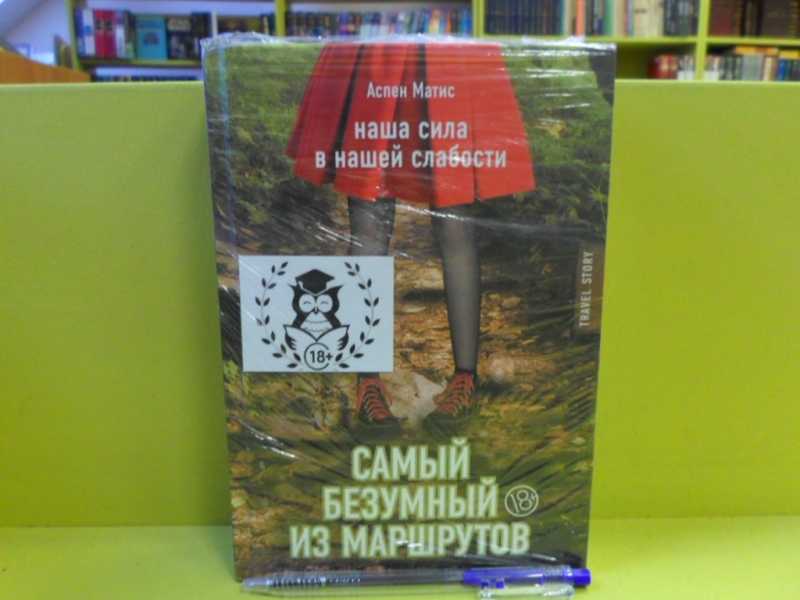 Аспен Матис
наша сила
в нашей слабости
TRAVEL STORY
18+
САМЫЙ
БЕЗУМНЫЙ 18+
ИЗ МАРШРУТОВ